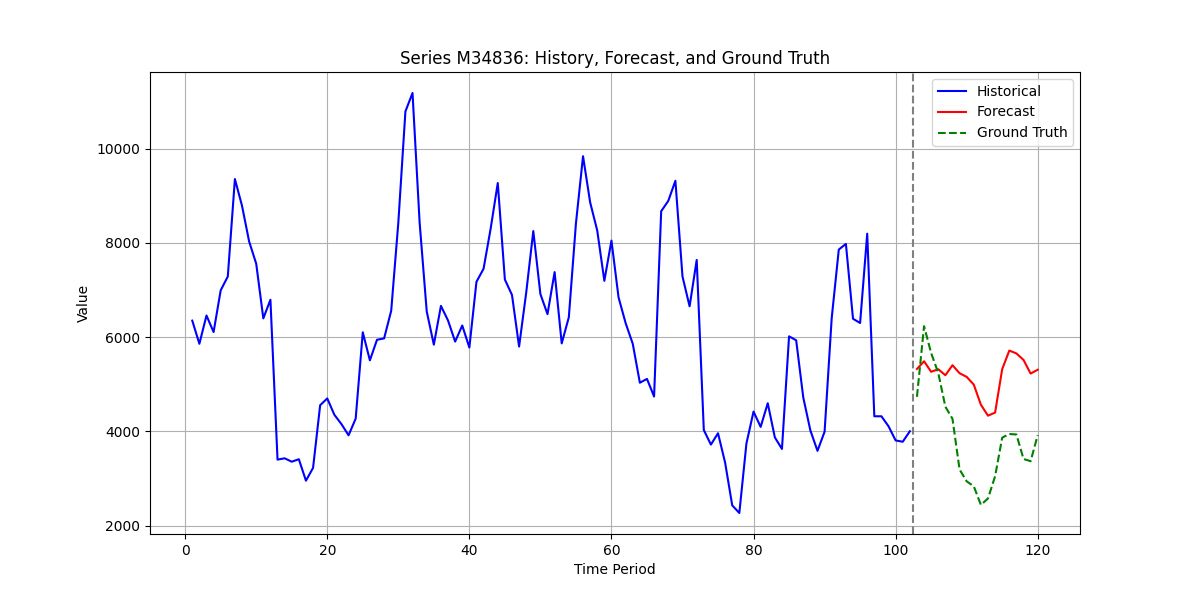 Series M34836: History, Forecast, and Ground Truth
Historical
Forecast
Ground Truth
Value
10000
8000
6000
4000
2000
0 20 40 60 80 100 120
Time Period